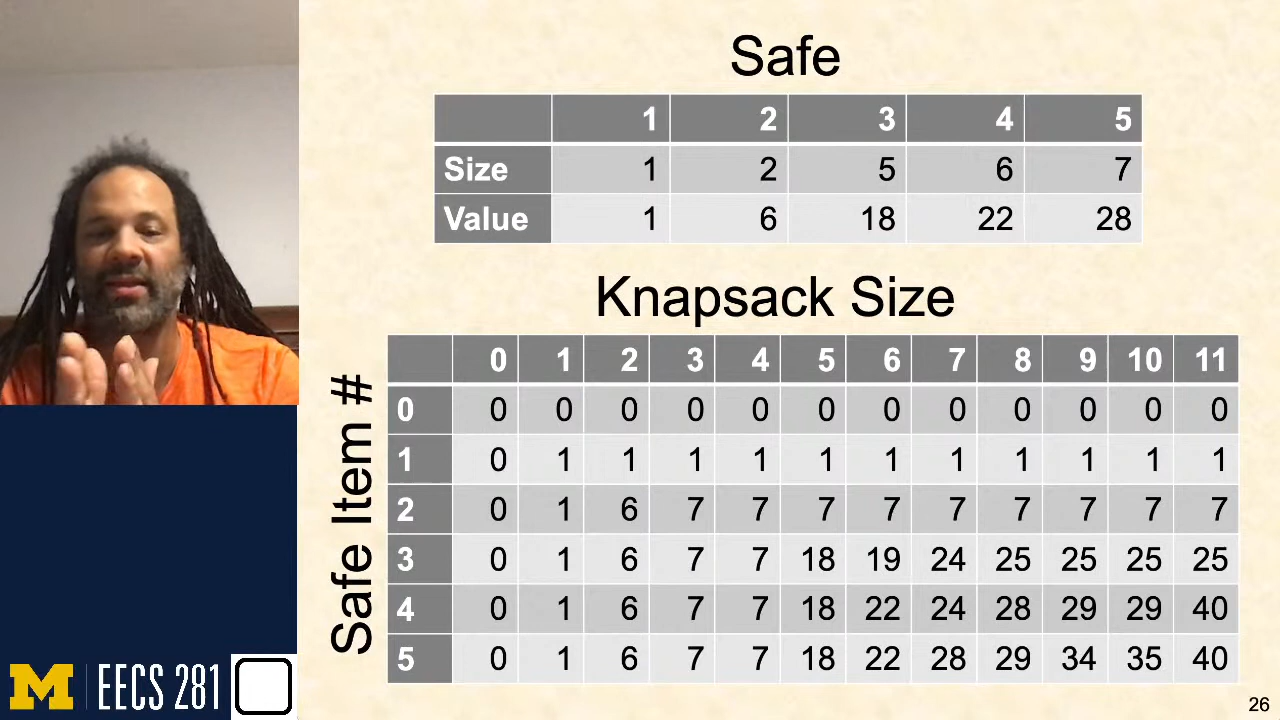 Safe
1 2 3 4 5
Size 1 2 5 6 7
Value 1 6 18 22 28
Knapsack Size
Safe Item #
0 1 2 3 4 5 6 7 8 9 10 11
0 0 0 0 0 0 0 0 0 0 0 0 0
1 0 1 1 1 1 1 1 1 1 1 1 1
2 0 1 6 7 7 7 7 7 7 7 7 7
3 0 1 6 7 7 18 19 24 25 25 25 25
4 0 1 6 7 7 18 22 24 28 29 29 40
5 0 1 6 7 7 18 22 28 29 34 35 40
M EECS 281
26